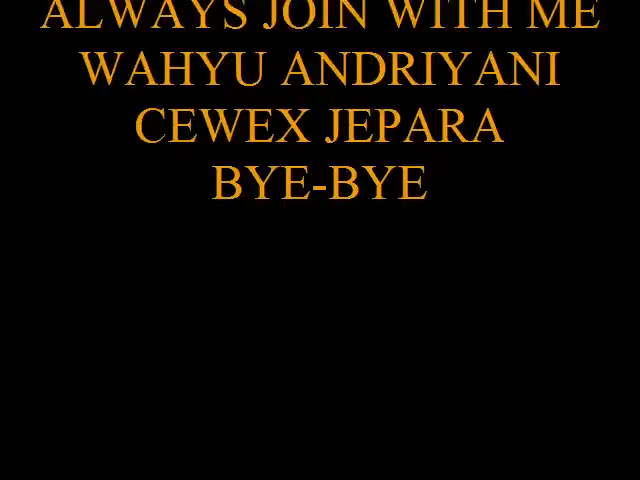 ALWAYS JOIN WITH ME
WAHYU ANDRIYANI
CEWEX JEPARA
BYE-BYE